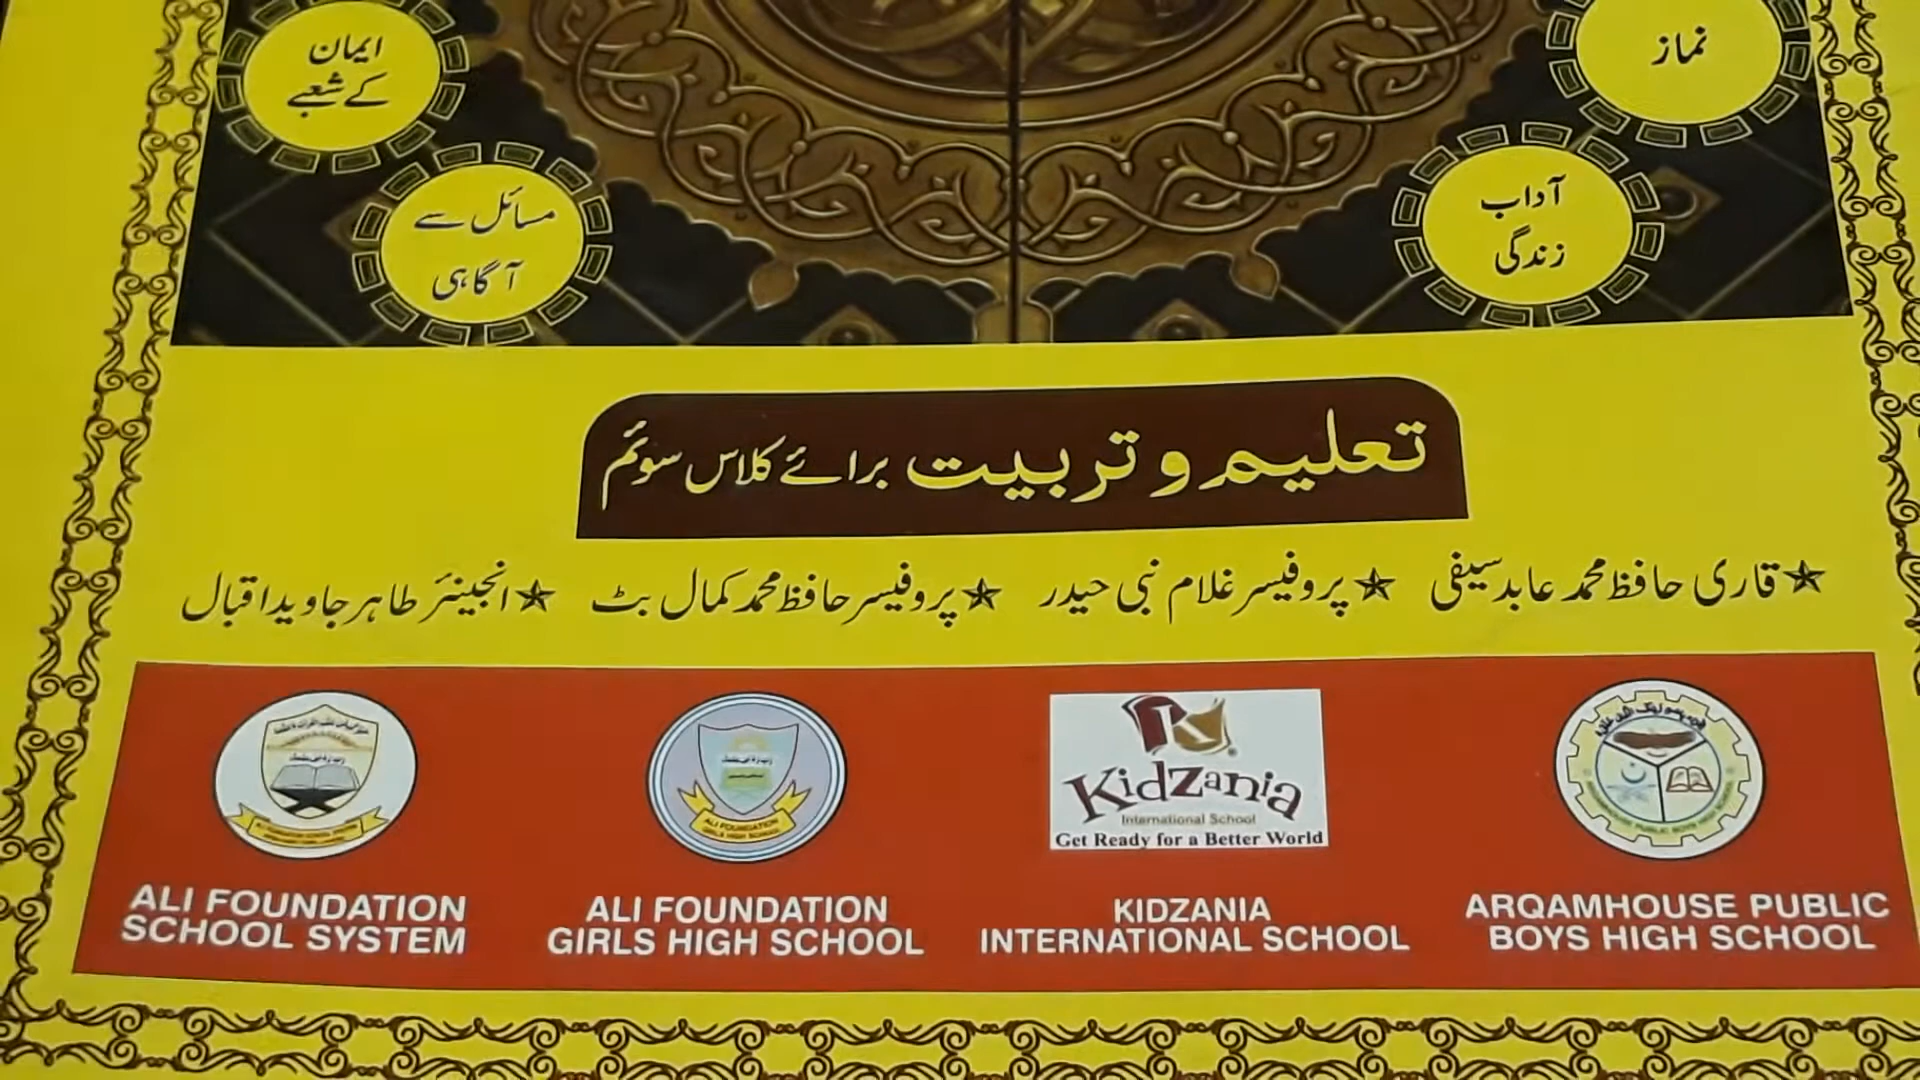 ایمان
کے شعبے
نماز
مسائل سے
آگاہی
آداب
زندگی
تعلیم و تربیت برائے کلاس سوئم
★ قاری حافظ محمد عابد سیفی ★ پروفیسر غلام نبی حیدر ★ پروفیسر حافظ محمد کمال بٹ ★ انجینئر طاہر جاوید اقبال
KidZania
International School
Get Ready for a Better World
ALI FOUNDATION
SCHOOL SYSTEM
ALI FOUNDATION
GIRLS HIGH SCHOOL
KIDZANIA
INTERNATIONAL SCHOOL
ARQAMHOUSE PUBLIC
BOYS HIGH SCHOOL